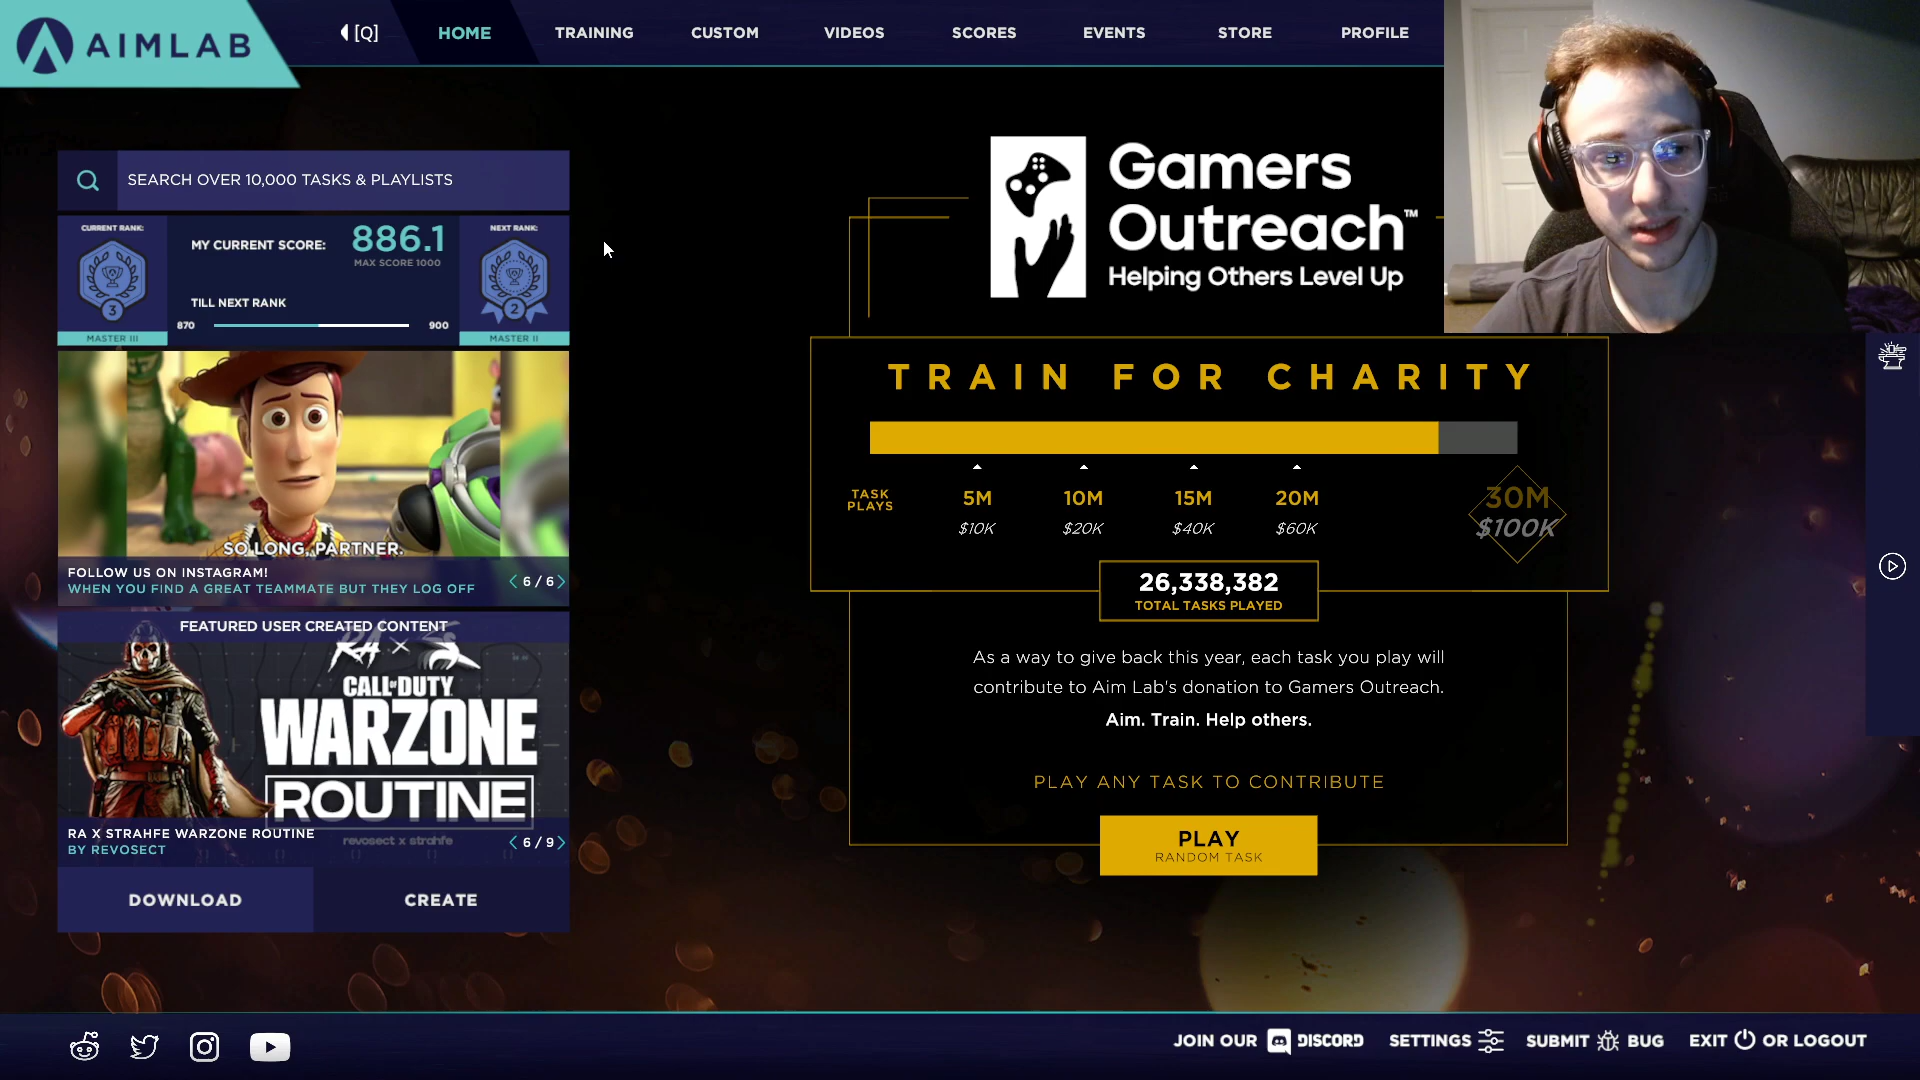 AIMLAB
[Q]
HOME
TRAINING
CUSTOM
VIDEOS
SCORES
EVENTS
STORE
PROFILE
SEARCH OVER 10,000 TASKS & PLAYLISTS
CURRENT RANK:
3
MASTER III
MY CURRENT SCORE:
886.1
MAX SCORE 1000
TILL NEXT RANK
870
900
NEXT RANK:
2
MASTER II
SO LONG, PARTNER.
FOLLOW US ON INSTAGRAM!
WHEN YOU FIND A GREAT TEAMMATE BUT THEY LOG OFF
6 / 6
FEATURED USER CREATED CONTENT
RA X
CALL OF DUTY
WARZONE
ROUTINE
revosect x strahfe
RA X STRAHFE WARZONE ROUTINE
BY REVOSECT
6 / 9
DOWNLOAD
CREATE
Gamers
Outreach™
Helping Others Level Up
TRAIN FOR CHARITY
TASK
PLAYS
5M
$10K
10M
$20K
15M
$40K
20M
$60K
30M
$100K
26,338,382
TOTAL TASKS PLAYED
As a way to give back this year, each task you play will
contribute to Aim Lab's donation to Gamers Outreach.
Aim. Train. Help others.
PLAY ANY TASK TO CONTRIBUTE
PLAY
RANDOM TASK
JOIN OUR DISCORD
SETTINGS
SUBMIT BUG
EXIT OR LOGOUT